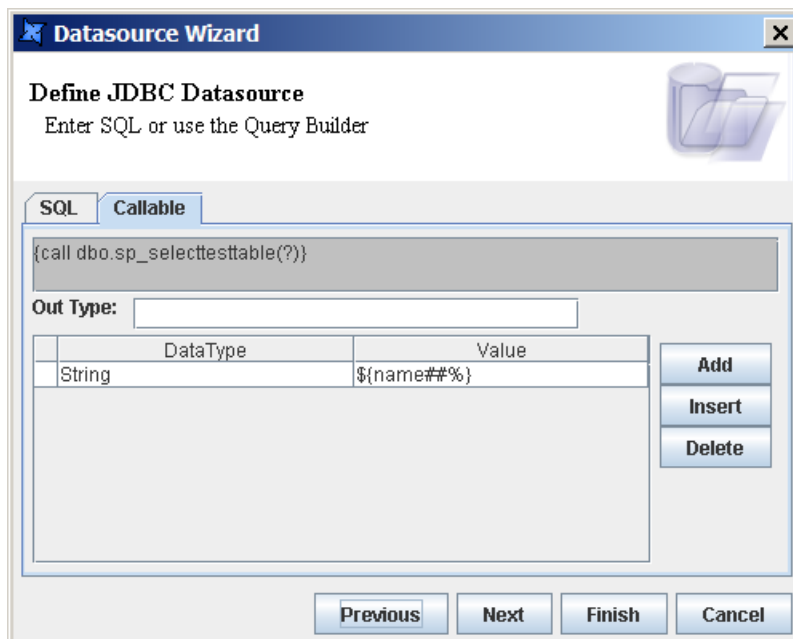 Datasource Wizard
Define JDBC Datasource
Enter SQL or use the Query Builder
SQL Callable
{call dbo.sp_selecttesttable(?)}
Out Type:
DataType Value
String ${name##%}
Add
Insert
Delete
Previous Next Finish Cancel